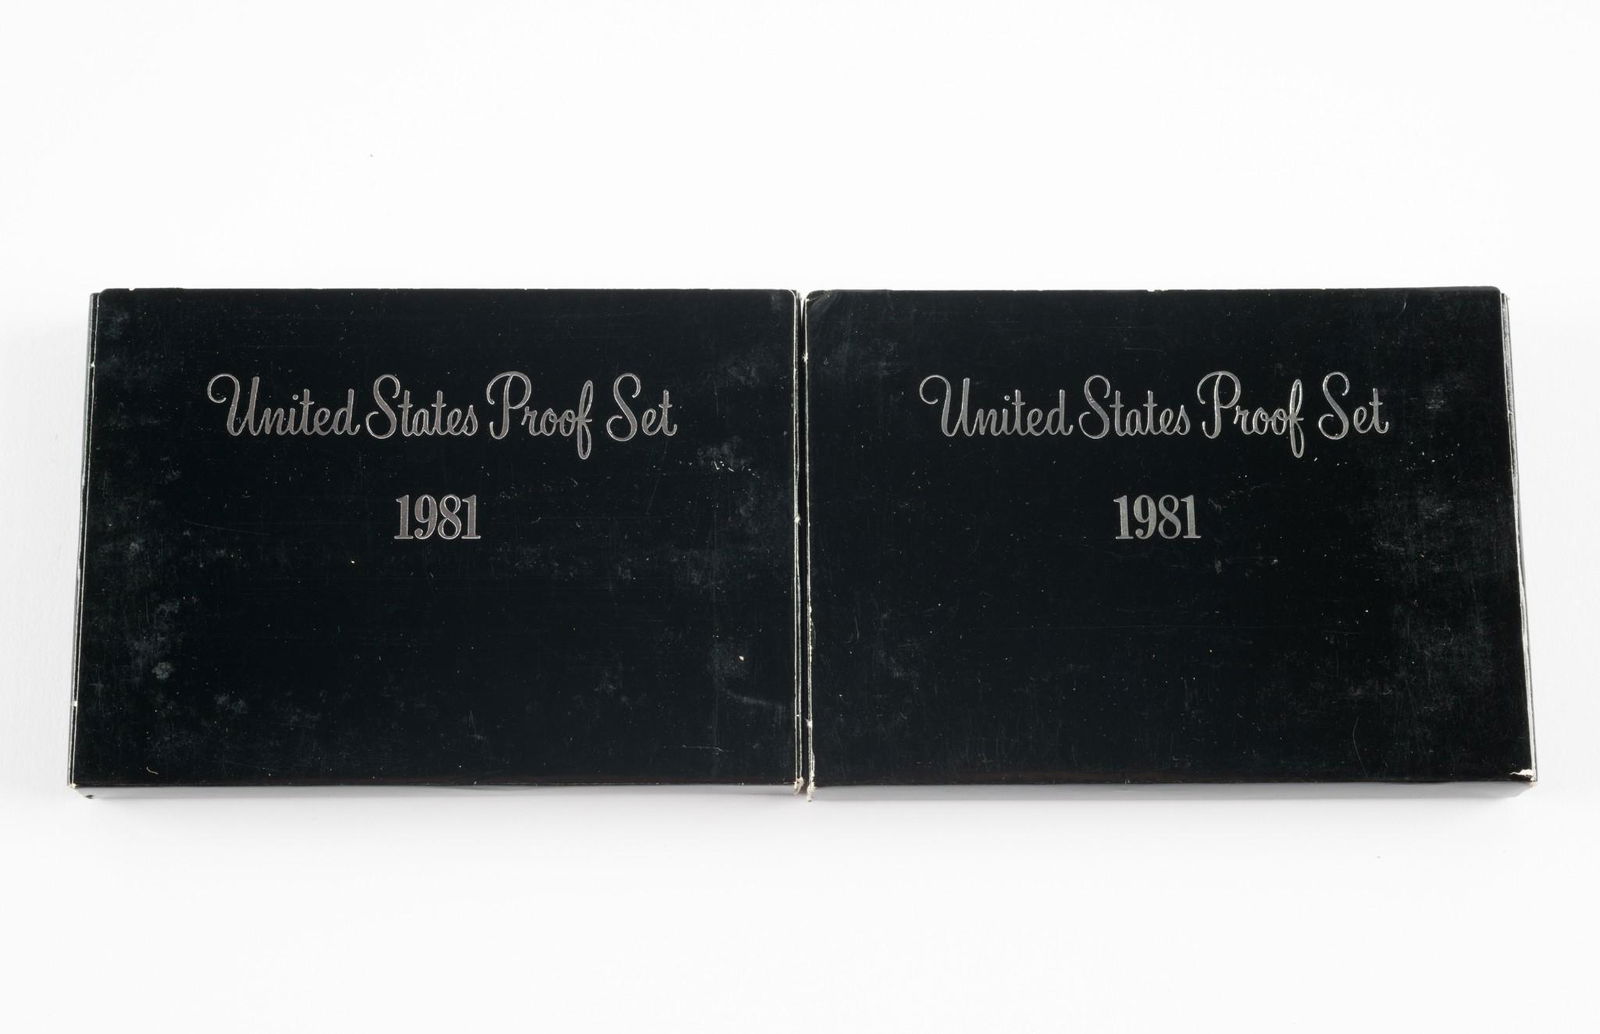 United States Proof Set
1981
United States Proof Set
1981